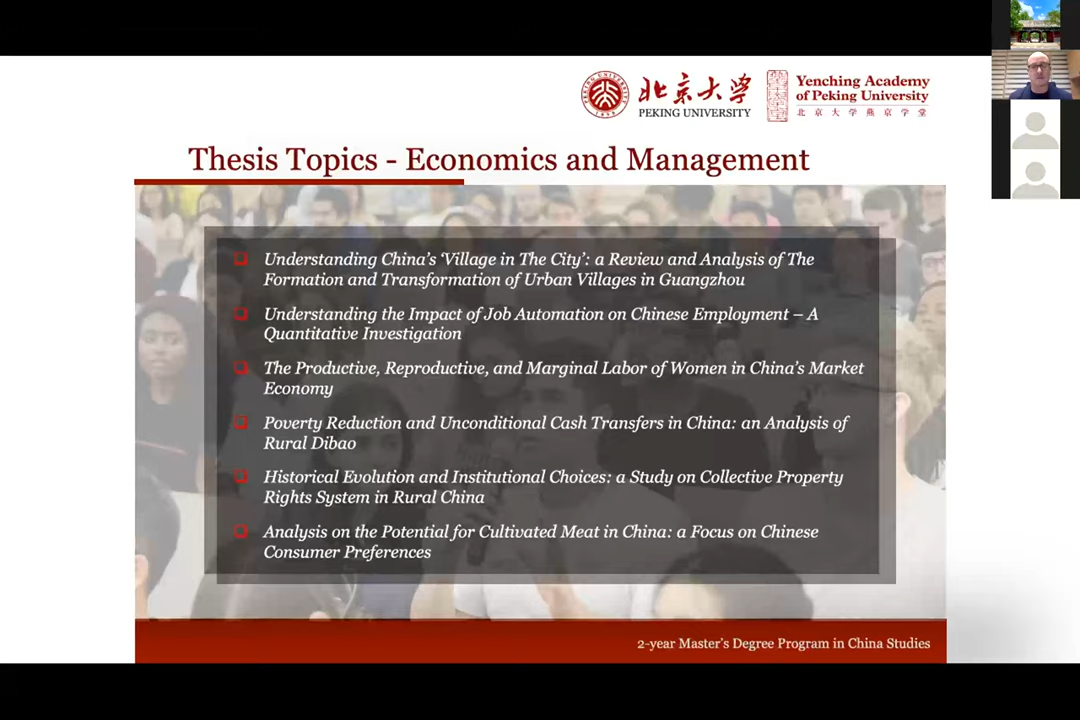 北京大学
PEKING UNIVERSITY
Yenching Academy
of Peking University
北京大学燕京学堂
Thesis Topics - Economics and Management
Understanding China's 'Village in The City': a Review and Analysis of The
Formation and Transformation of Urban Villages in Guangzhou
Understanding the Impact of Job Automation on Chinese Employment – A
Quantitative Investigation
The Productive, Reproductive, and Marginal Labor of Women in China's Market
Economy
Poverty Reduction and Unconditional Cash Transfers in China: an Analysis of
Rural Dibao
Historical Evolution and Institutional Choices: a Study on Collective Property
Rights System in Rural China
Analysis on the Potential for Cultivated Meat in China: a Focus on Chinese
Consumer Preferences
2-year Master's Degree Program in China Studies